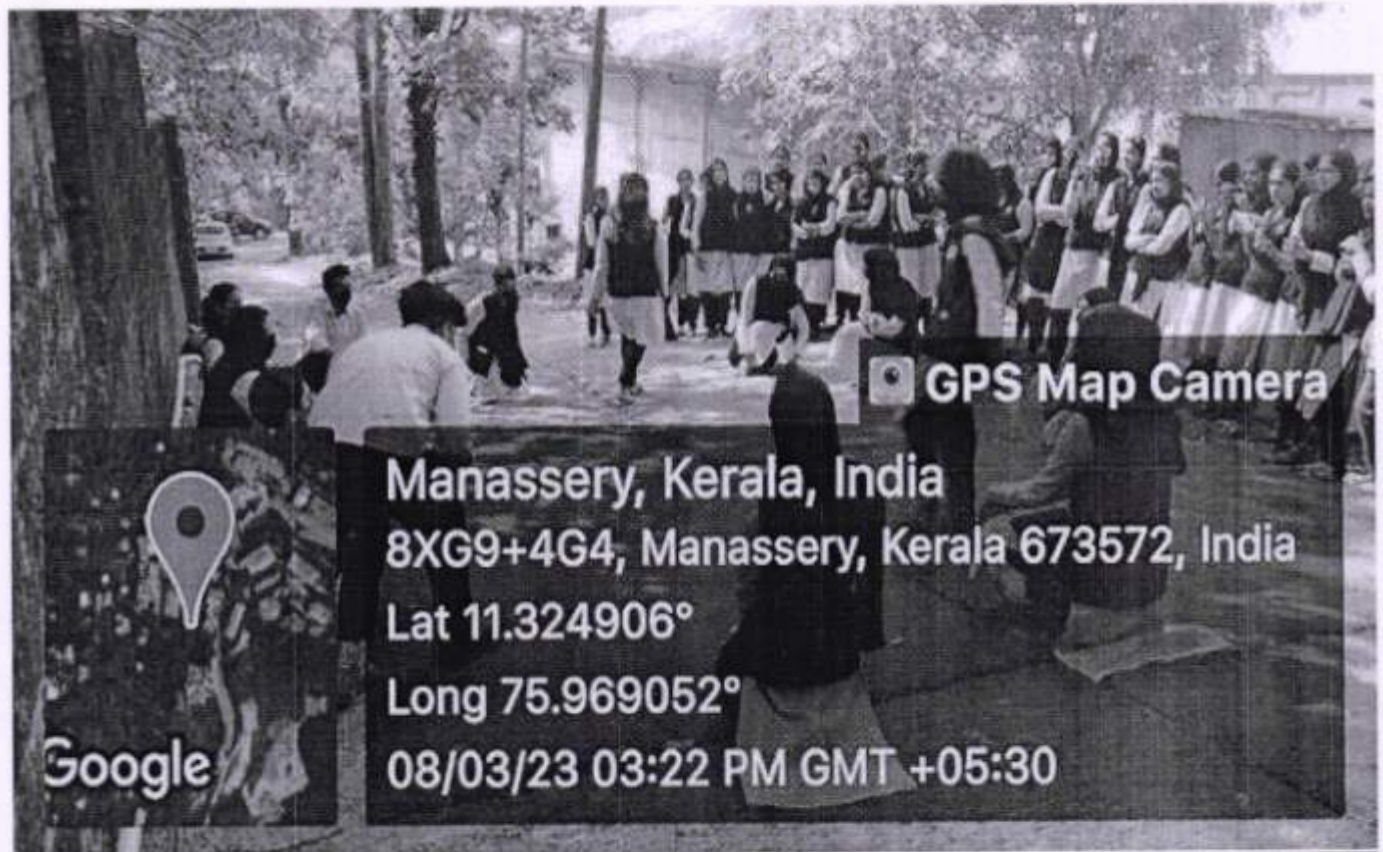 GPS Map Camera
Manassery, Kerala, India
8XG9+4G4, Manassery, Kerala 673572, India
Lat 11.324906°
Long 75.969052°
08/03/23 03:22 PM GMT +05:30
Google